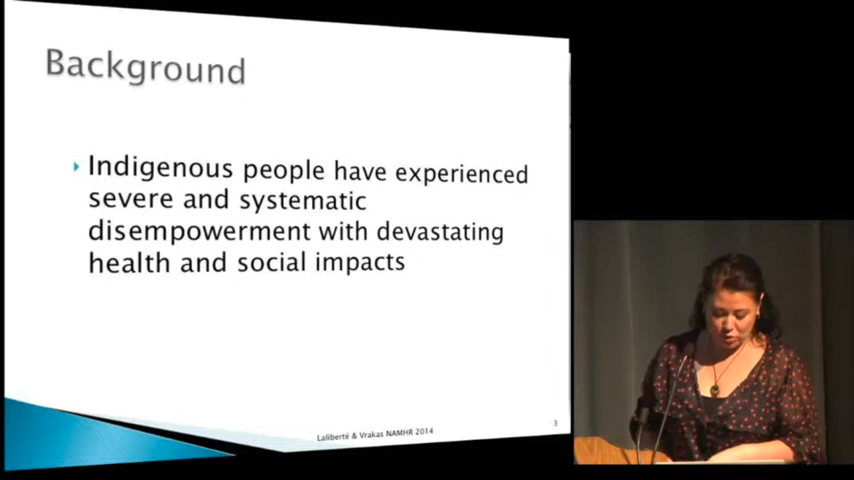 Background
Indigenous people have experienced
severe and systematic
disempowerment with devastating
health and social impacts
Laliberté & Vrakas NAMHR 2014
3